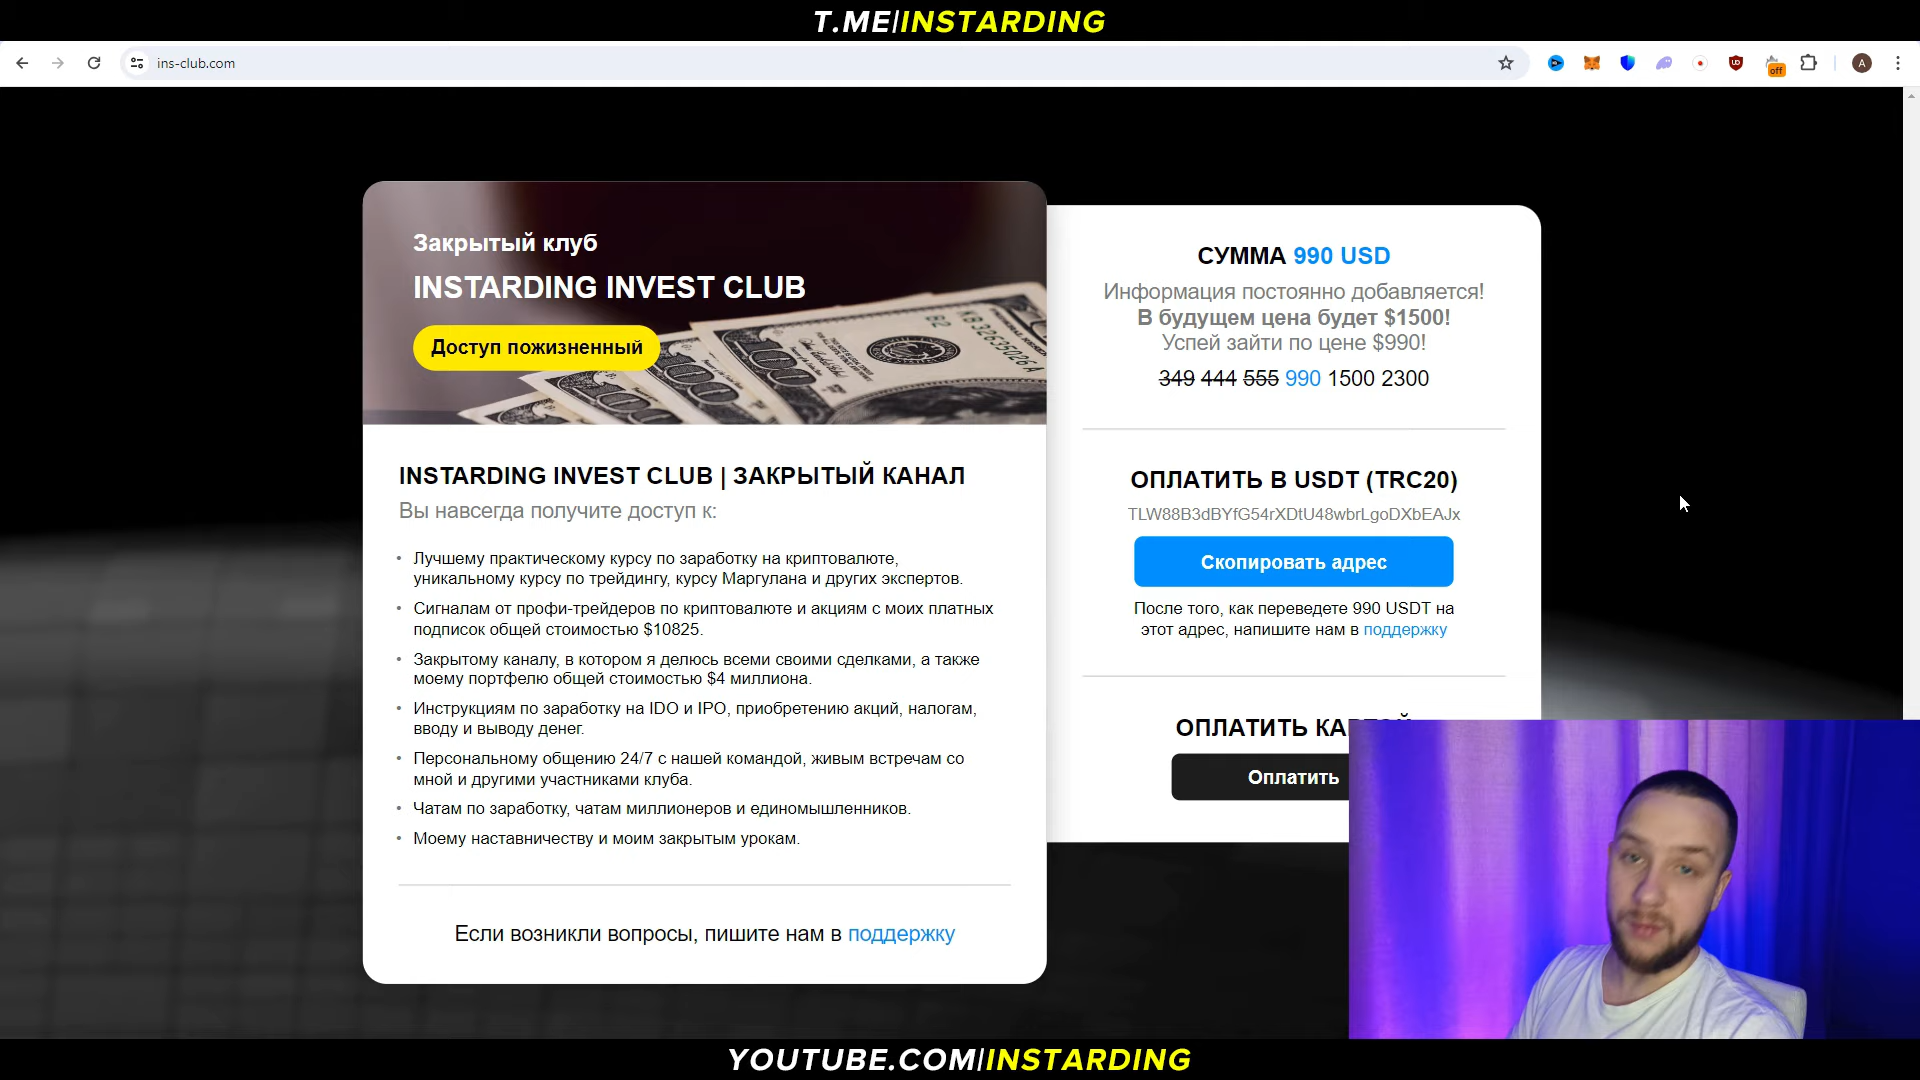 T.ME/INSTARDING
ins-club.com
A
off
Закрытый клуб
INSTARDING INVEST CLUB
Доступ пожизненный
INSTARDING INVEST CLUB | ЗАКРЫТЫЙ КАНАЛ
Вы навсегда получите доступ к:
• Лучшему практическому курсу по заработку на криптовалюте,
уникальному курсу по трейдингу, курсу Маргулана и других экспертов.
• Сигналам от профи-трейдеров по криптовалюте и акциям с моих платных
подписок общей стоимостью $10825.
• Закрытому каналу, в котором я делюсь всеми своими сделками, а также
моему портфелю общей стоимостью $4 миллиона.
• Инструкциям по заработку на IDO и IPO, приобретению акций, налогам,
вводу и выводу денег.
• Персональному общению 24/7 с нашей командой, живым встречам со
мной и другими участниками клуба.
• Чатам по заработку, чатам миллионеров и единомышленников.
• Моему наставничеству и моим закрытым урокам.
Если возникли вопросы, пишите нам в поддержку
СУММА 990 USD
Информация постоянно добавляется!
В будущем цена будет $1500!
Успей зайти по цене $990!
349 444 555 990 1500 2300
ОПЛАТИТЬ В USDT (TRC20)
TLW88B3dBYfG54rXDtU48wbrLgoDXbEAJx
Скопировать адрес
После того, как переведете 990 USDT на
этот адрес, напишите нам в поддержку
ОПЛАТИТЬ КАРТОЙ
Оплатить
YOUTUBE.COM/INSTARDING